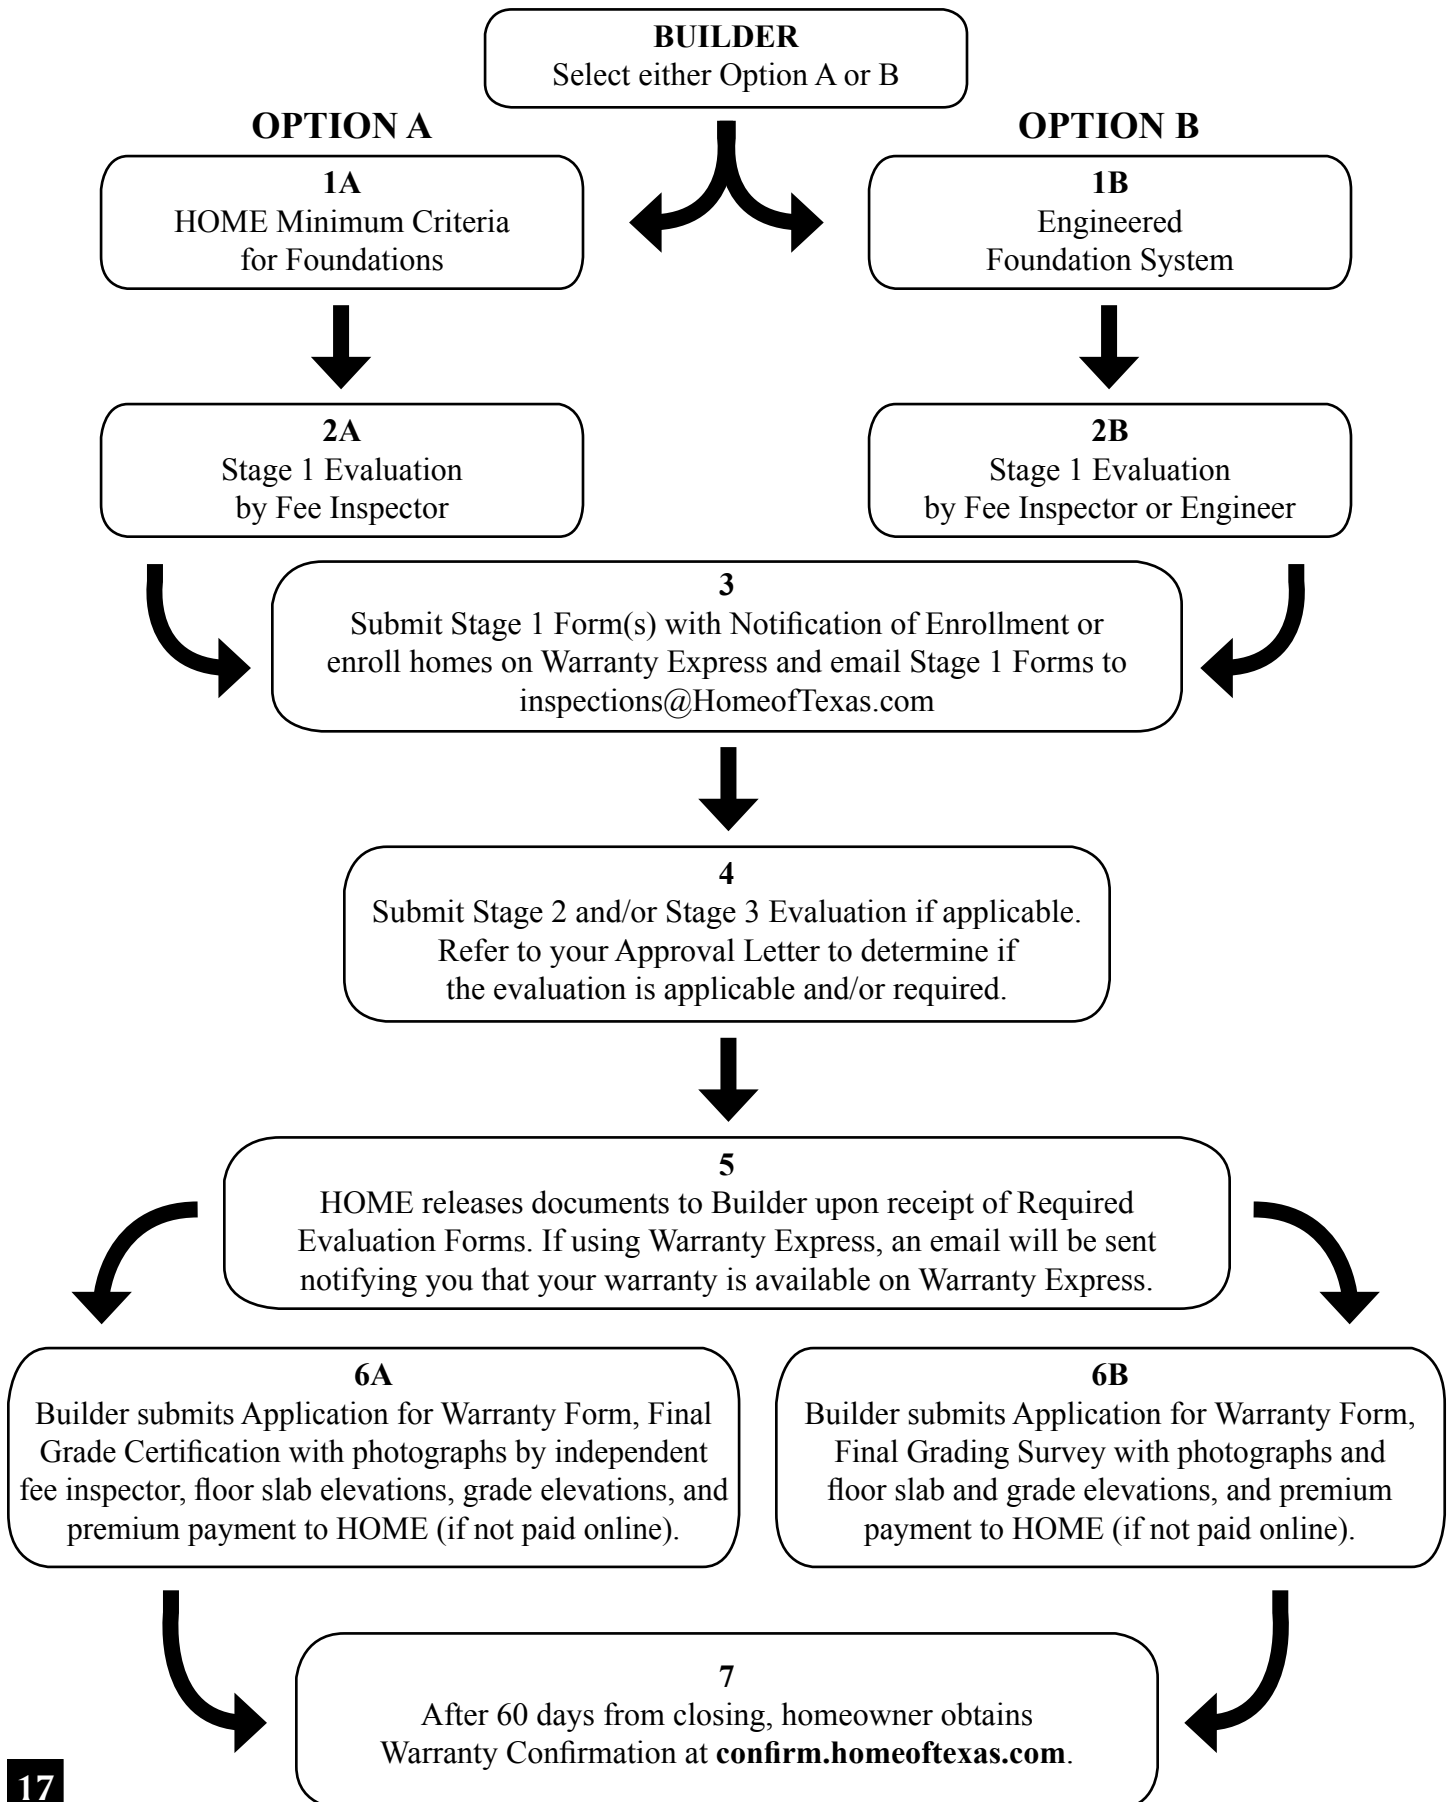 BUILDER
Select either Option A or B
OPTION A
OPTION B
1A
HOME Minimum Criteria
for Foundations
1B
Engineered
Foundation System
2A
Stage 1 Evaluation
by Fee Inspector
2B
Stage 1 Evaluation
by Fee Inspector or Engineer
3
Submit Stage 1 Form(s) with Notification of Enrollment or
enroll homes on Warranty Express and email Stage 1 Forms to
inspections@HomeofTexas.com
4
Submit Stage 2 and/or Stage 3 Evaluation if applicable.
Refer to your Approval Letter to determine if
the evaluation is applicable and/or required.
5
HOME releases documents to Builder upon receipt of Required
Evaluation Forms. If using Warranty Express, an email will be sent
notifying you that your warranty is available on Warranty Express.
6A
Builder submits Application for Warranty Form, Final
Grade Certification with photographs by independent
fee inspector, floor slab elevations, grade elevations, and
premium payment to HOME (if not paid online).
6B
Builder submits Application for Warranty Form,
Final Grading Survey with photographs and
floor slab and grade elevations, and premium
payment to HOME (if not paid online).
7
After 60 days from closing, homeowner obtains
Warranty Confirmation at confirm.homeoftexas.com.
17